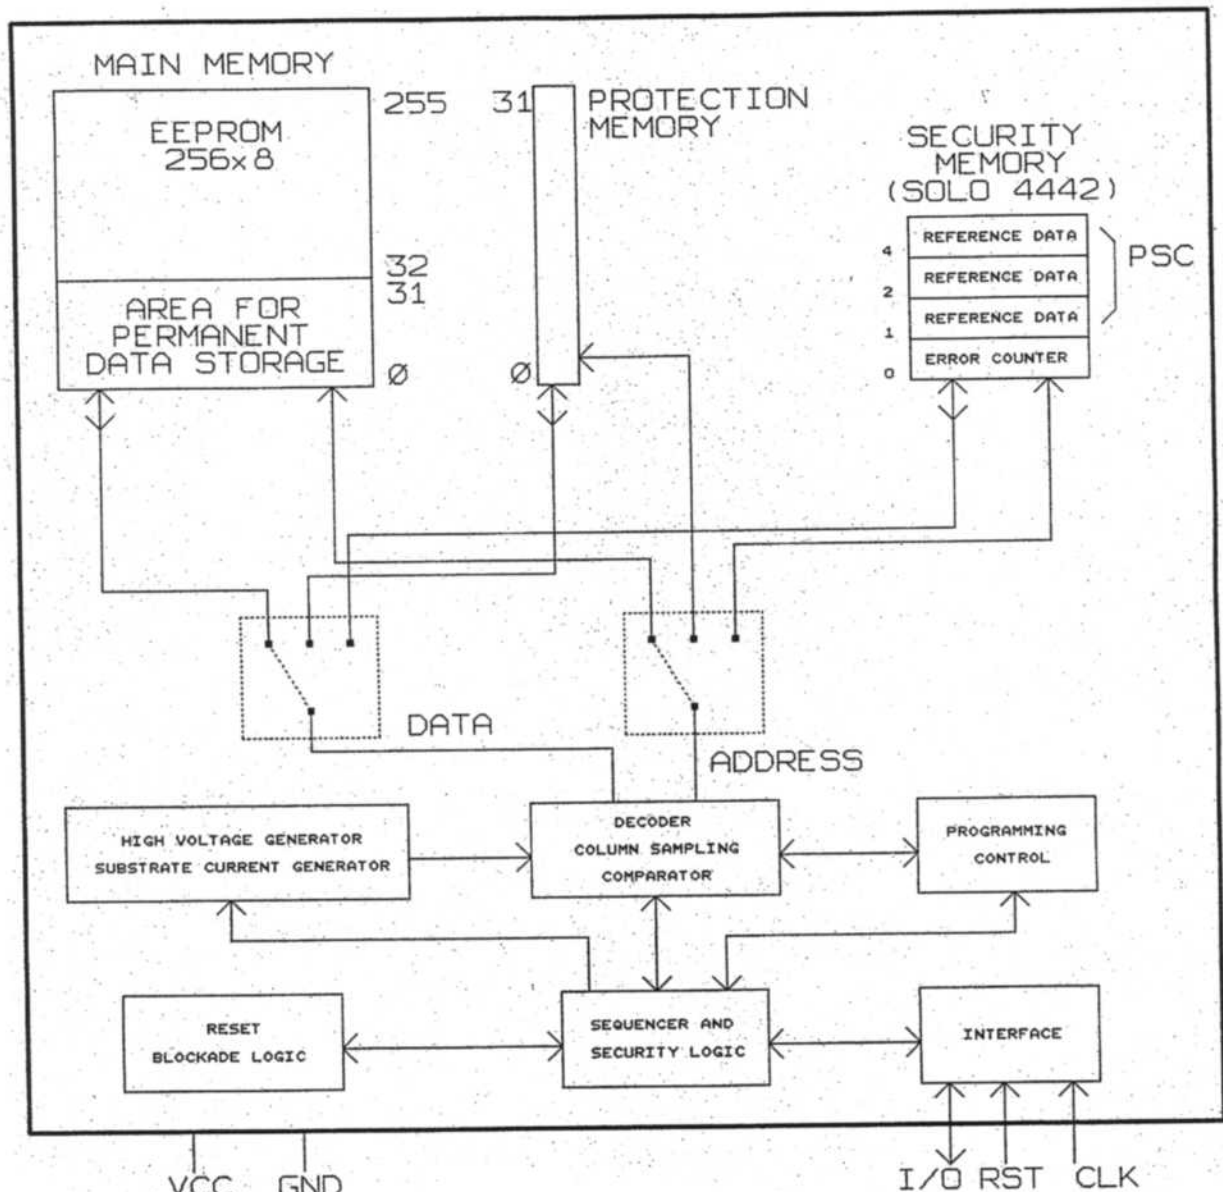 MAIN MEMORY
EEPROM
256x8
255
32
31
AREA FOR
PERMANENT
DATA STORAGE
Ø
31
PROTECTION
MEMORY
Ø
SECURITY
MEMORY
(SOLO 4442)
4
REFERENCE DATA
2
REFERENCE DATA
1
REFERENCE DATA
0
ERROR COUNTER
PSC
DATA
ADDRESS
HIGH VOLTAGE GENERATOR
SUBSTRATE CURRENT GENERATOR
DECODER
COLUMN SAMPLING
COMPARATOR
PROGRAMMING
CONTROL
RESET
BLOCKADE LOGIC
SEQUENCER AND
SECURITY LOGIC
INTERFACE
VCC GND
I/O RST CLK